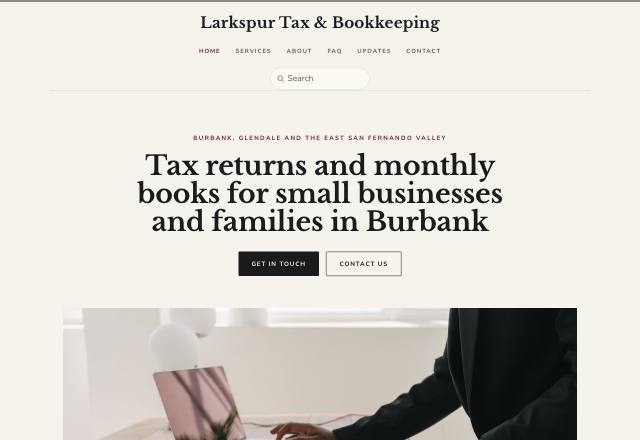 Larkspur Tax & Bookkeeping
HOME SERVICES ABOUT FAQ UPDATES CONTACT
Search
BURBANK, GLENDALE AND THE EAST SAN FERNANDO VALLEY
Tax returns and monthly
books for small businesses
and families in Burbank
GET IN TOUCH CONTACT US